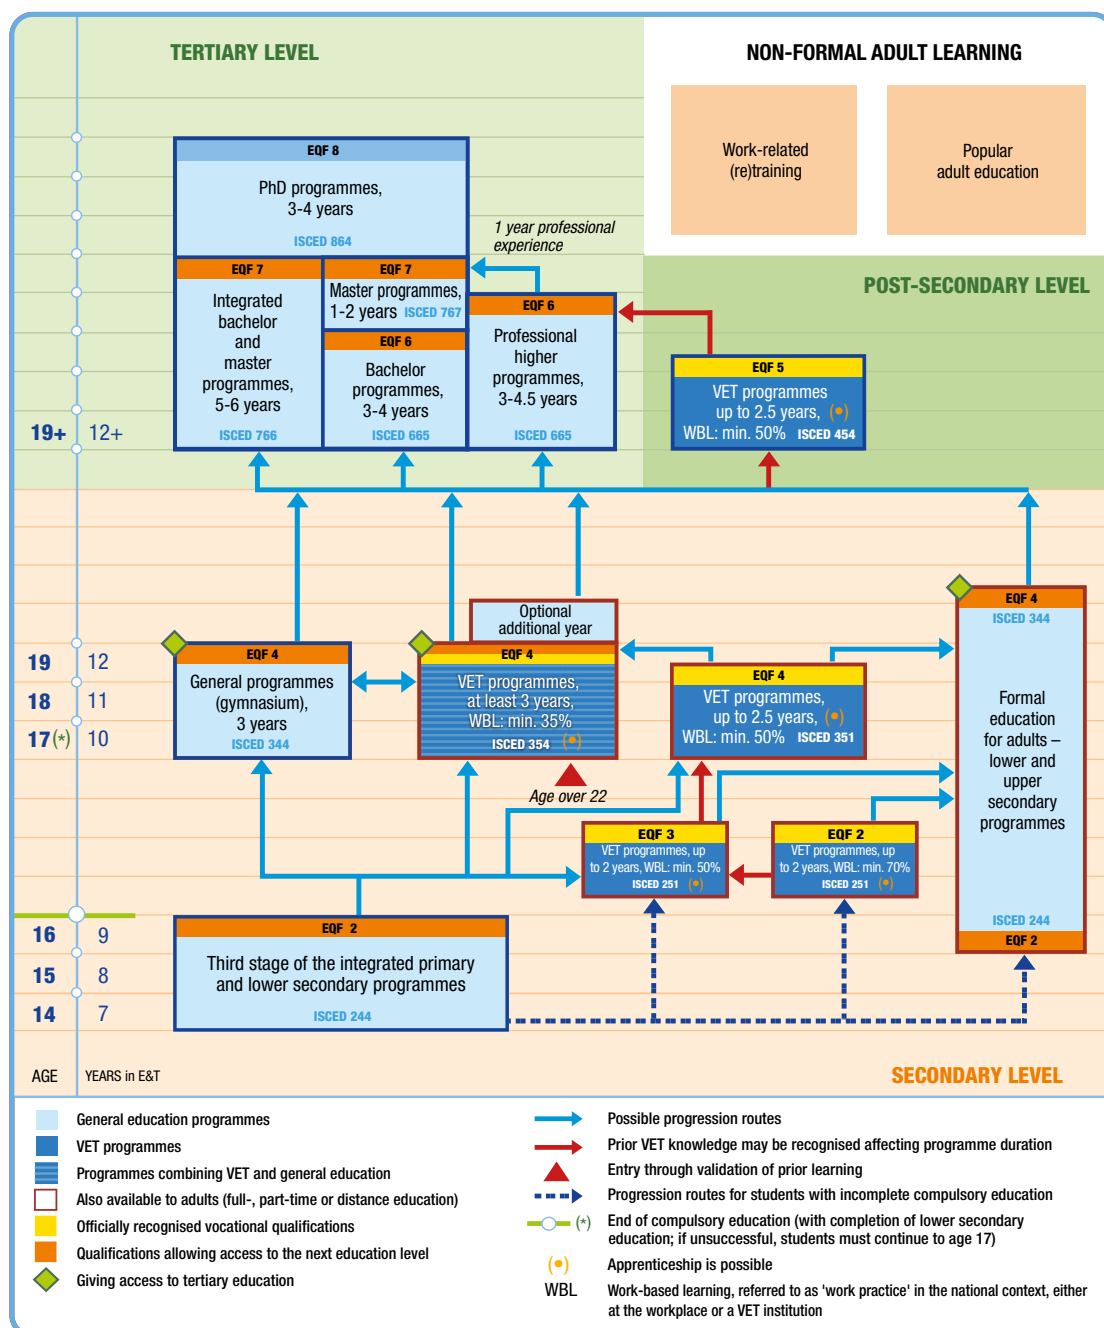 TERTIARY LEVEL
NON-FORMAL ADULT LEARNING
Work-related
(re)training
Popular
adult education
EQF 8
PhD programmes,
3-4 years
ISCED 864
1 year professional
experience
POST-SECONDARY LEVEL
EQF 7
Integrated
bachelor
and
master
programmes,
5-6 years
ISCED 766
EQF 7
Master programmes,
1-2 years ISCED 767
EQF 6
Bachelor
programmes,
3-4 years
ISCED 665
EQF 6
Professional
higher
programmes,
3-4.5 years
ISCED 665
EQF 5
VET programmes
up to 2.5 years, (•)
WBL: min. 50% ISCED 454
19+ 12+
Optional
additional year
EQF 4
General programmes
(gymnasium),
3 years
ISCED 344
EQF 4
VET programmes,
at least 3 years,
WBL: min. 35%
ISCED 354 (•)
Age over 22
EQF 4
VET programmes,
up to 2.5 years, (•)
WBL: min. 50% ISCED 351
EQF 4
ISCED 344
Formal
education
for adults –
lower and
upper
secondary
programmes
ISCED 244
EQF 2
19 12
18 11
17(*) 10
EQF 3
VET programmes, up
to 2 years, WBL: min. 50%
ISCED 251 (•)
EQF 2
VET programmes, up
to 2 years, WBL: min. 70%
ISCED 251 (•)
16 9
15 8
14 7
EQF 2
Third stage of the integrated primary
and lower secondary programmes
ISCED 244
AGE YEARS in E&T
SECONDARY LEVEL
General education programmes
VET programmes
Programmes combining VET and general education
Also available to adults (full-, part-time or distance education)
Officially recognised vocational qualifications
Qualifications allowing access to the next education level
Giving access to tertiary education
Possible progression routes
Prior VET knowledge may be recognised affecting programme duration
Entry through validation of prior learning
Progression routes for students with incomplete compulsory education
(*) End of compulsory education (with completion of lower secondary
education; if unsuccessful, students must continue to age 17)
(•) Apprenticeship is possible
WBL Work-based learning, referred to as 'work practice' in the national context, either
at the workplace or a VET institution